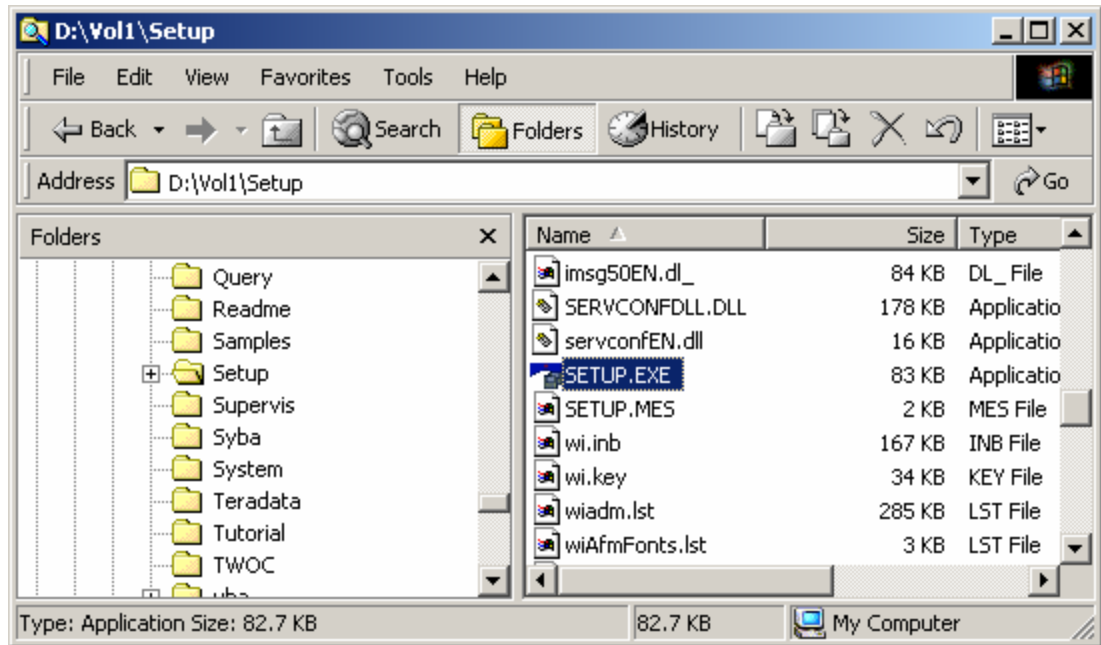 D:\Vol1\Setup
File Edit View Favorites Tools Help
Back Search Folders History
Address D:\Vol1\Setup Go
Folders
Query
Readme
Samples
Setup
Supervis
Syba
System
Teradata
Tutorial
TWOC
Name Size Type
imsg50EN.dl_ 84 KB DL_ File
SERVCONFDLL.DLL 178 KB Applicatio
servconfEN.dll 16 KB Applicatio
SETUP.EXE 83 KB Applicatio
SETUP.MES 2 KB MES File
wi.inb 167 KB INB File
wi.key 34 KB KEY File
wiadm.lst 285 KB LST File
wiAfmFonts.lst 3 KB LST File
Type: Application Size: 82.7 KB 82.7 KB My Computer